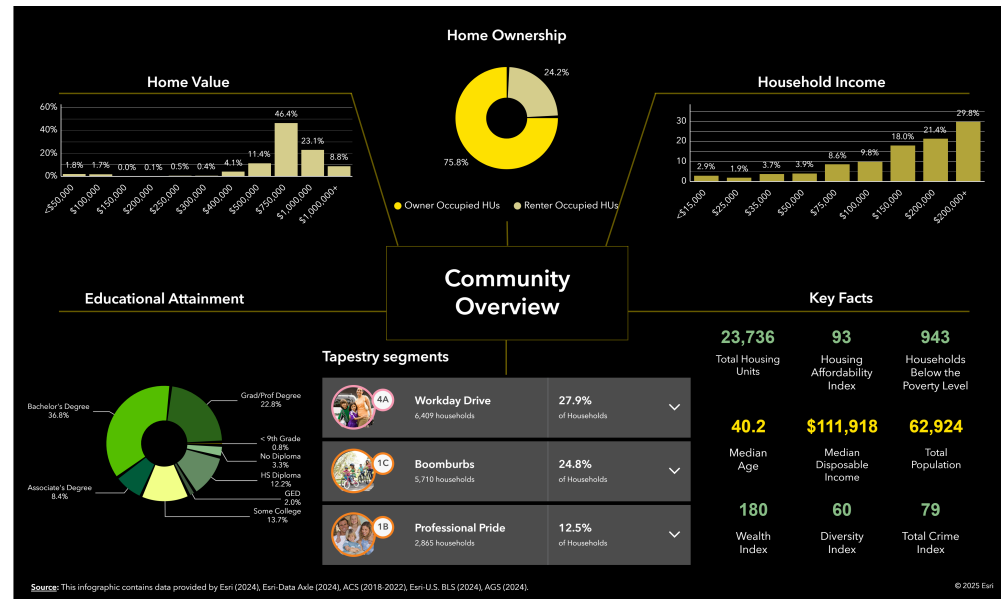 Home Ownership
24.2%
75.8%
Owner Occupied HUs
Renter Occupied HUs
Home Value
60%
40%
20%
0%
1.8%
1.7%
0.0%
0.1%
0.5%
0.4%
4.1%
11.4%
46.4%
23.1%
8.8%
<$50,000
$100,000
$150,000
$200,000
$250,000
$300,000
$400,000
$500,000
$750,000
$1,000,000
$1,000,000+
Household Income
30
20
10
0
2.9%
1.9%
3.7%
3.9%
8.6%
9.8%
18.0%
21.4%
29.8%
<$15,000
$25,000
$35,000
$50,000
$75,000
$100,000
$150,000
$200,000
$200,000+
Community
Overview
Educational Attainment
Bachelor's Degree
36.8%
Grad/Prof Degree
22.8%
< 9th Grade
0.8%
No Diploma
3.3%
HS Diploma
12.2%
GED
2.0%
Some College
13.7%
Associate's Degree
8.4%
Tapestry segments
4A
Workday Drive
6,409 households
27.9%
of Households
1C
Boomburbs
5,710 households
24.8%
of Households
1B
Professional Pride
2,865 households
12.5%
of Households
Key Facts
23,736
Total Housing
Units
93
Housing
Affordability
Index
943
Households
Below the
Poverty Level
40.2
Median
Age
$111,918
Median
Disposable
Income
62,924
Total
Population
180
Wealth
Index
60
Diversity
Index
79
Total Crime
Index
Source: This infographic contains data provided by Esri (2024), Esri-Data Axle (2024), ACS (2018-2022), Esri-U.S. BLS (2024), AGS (2024).
© 2025 Esri